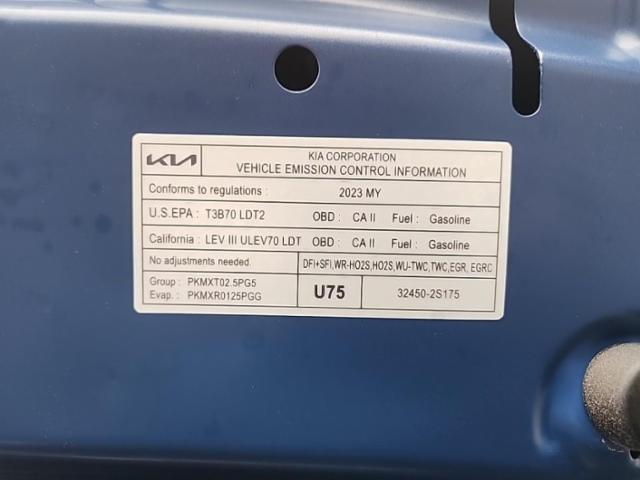 KIA
KIA CORPORATION
VEHICLE EMISSION CONTROL INFORMATION
Conforms to regulations : 2023 MY
U.S.EPA : T3B70 LDT2 OBD : CA II Fuel : Gasoline
California : LEV III ULEV70 LDT OBD : CA II Fuel : Gasoline
No adjustments needed. DFI+SFI,WR-HO2S,HO2S,WU-TWC,TWC,EGR, EGRC
Group : PKMXT02.5PG5
Evap. : PKMXR0125PGG
U75 32450-2S175